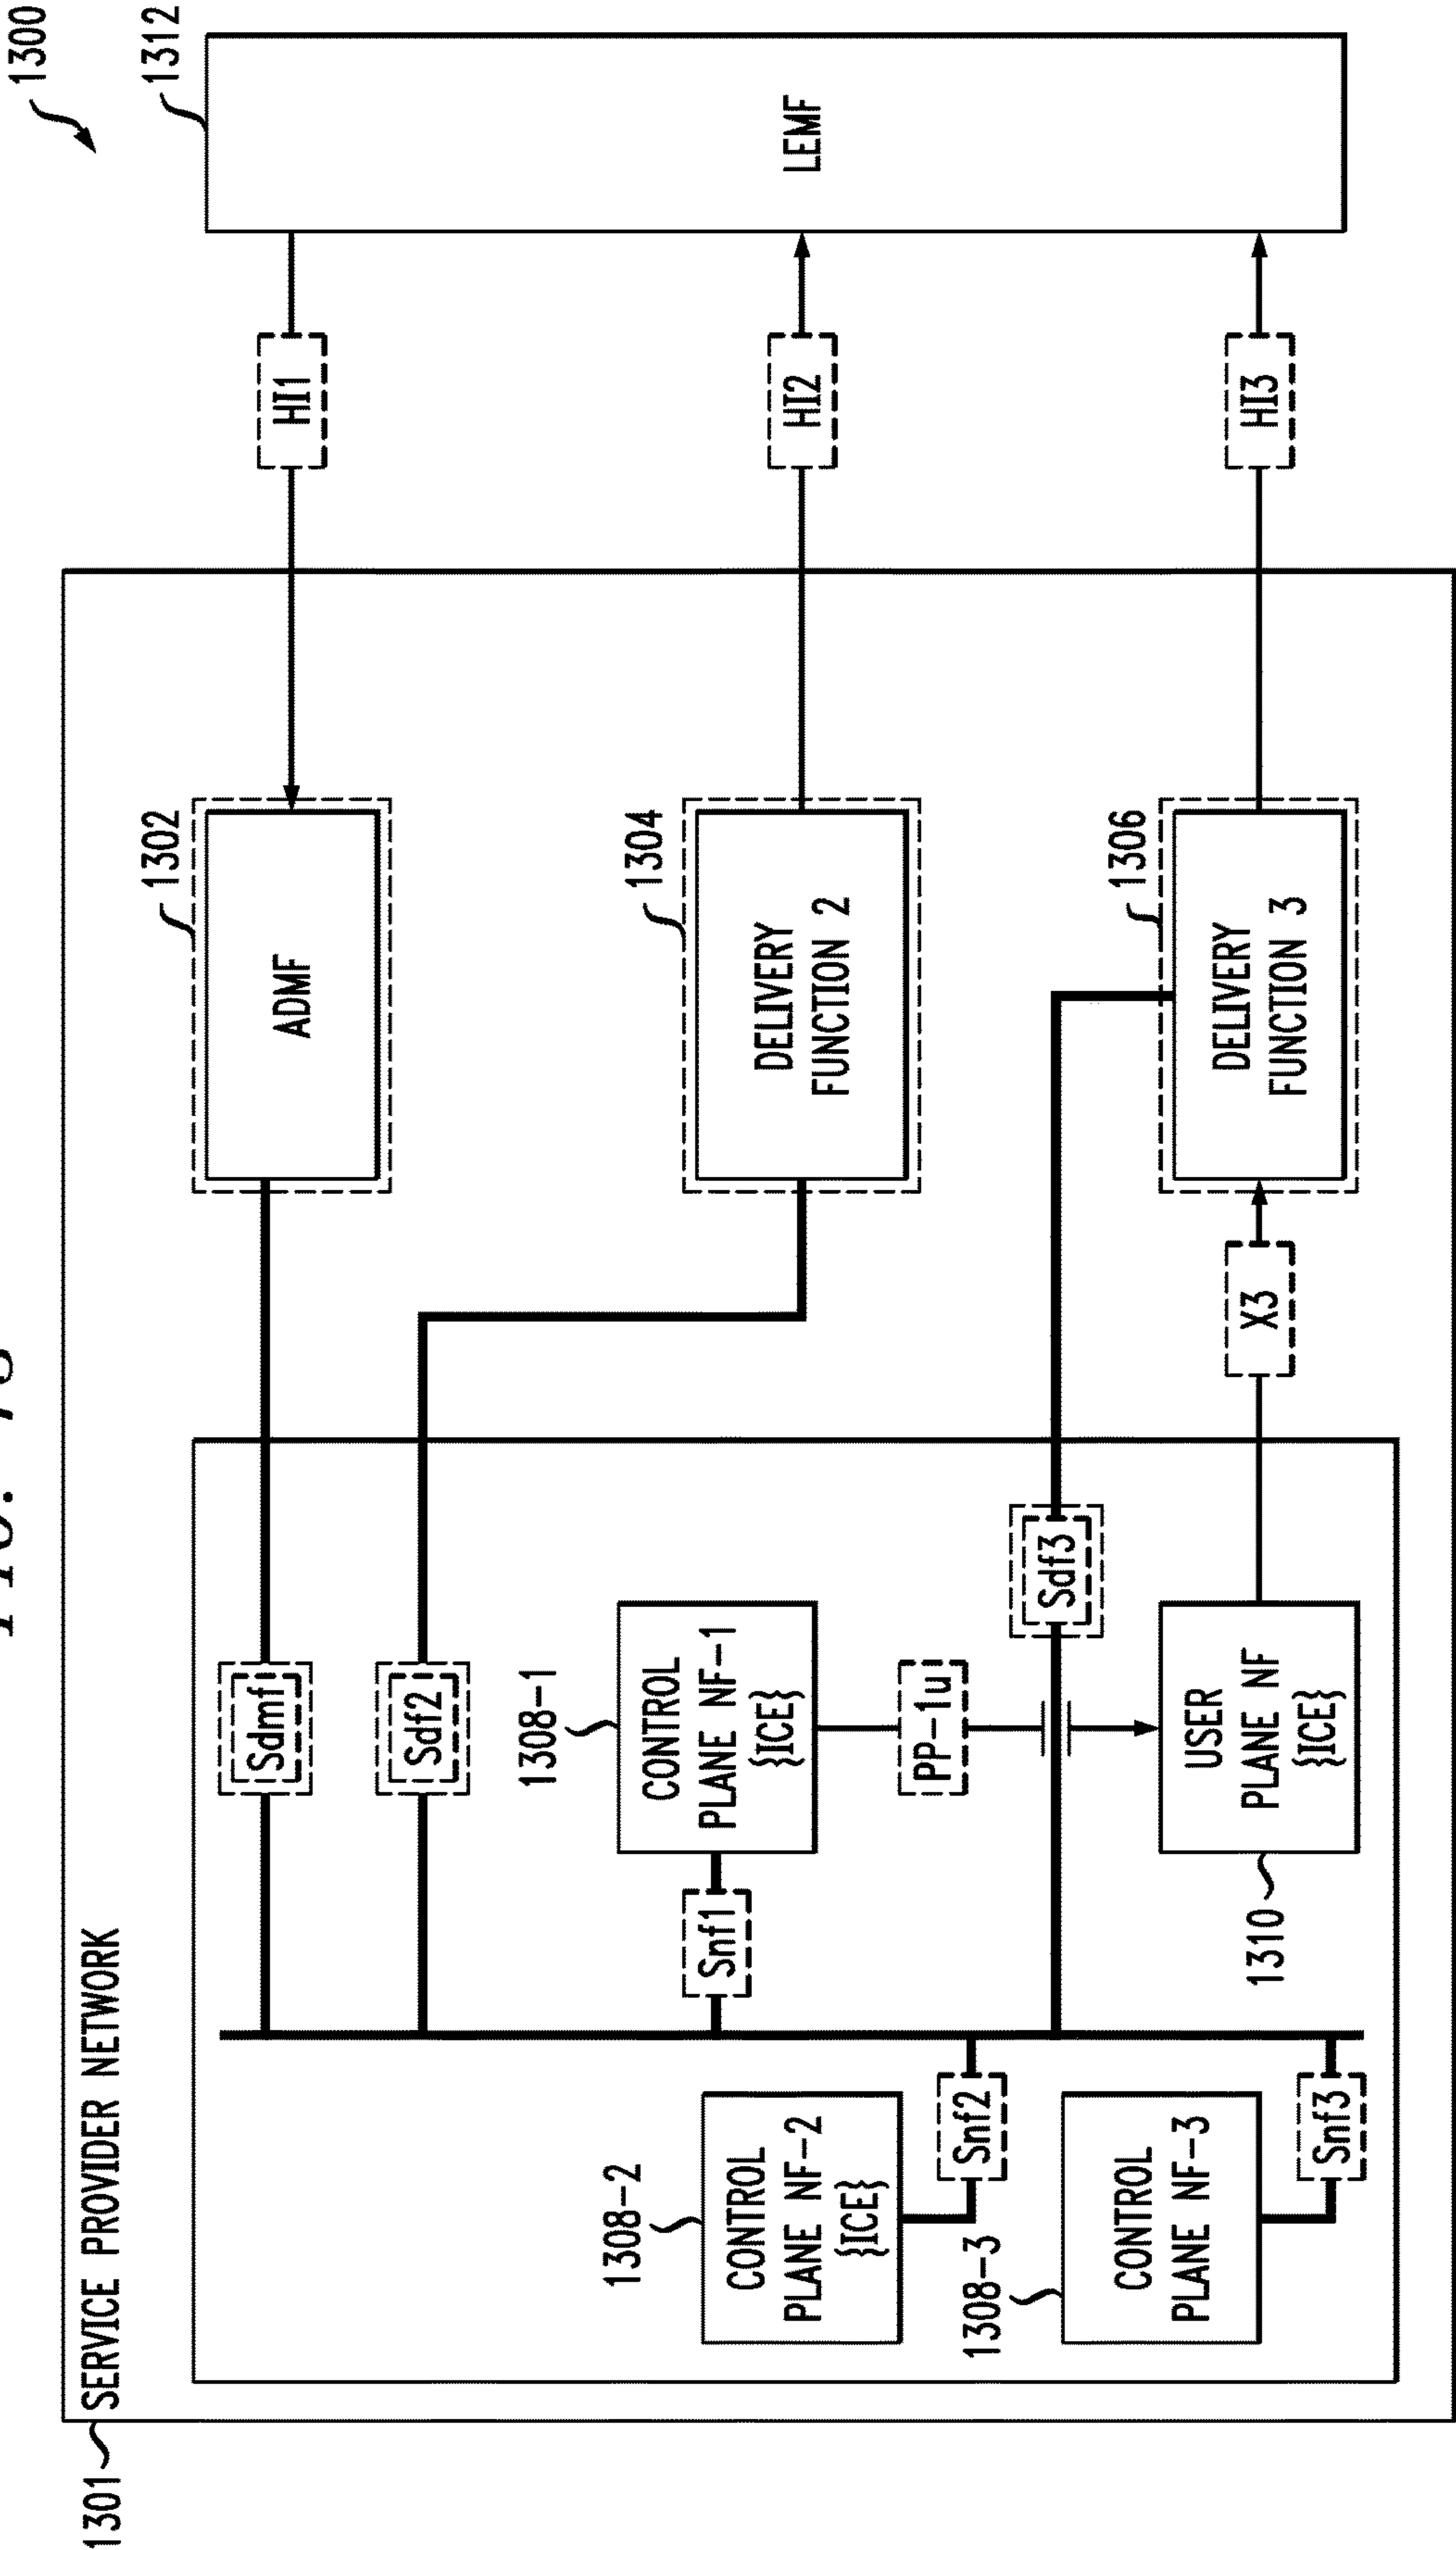 1300
1301
SERVICE PROVIDER NETWORK
Sdmf
1302
ADMF
HI1
1312
LEMF
Sdf2
1304
DELIVERY
FUNCTION 2
HI2
1308-1
CONTROL
PLANE NF-1
{ICE}
Snf1
1308-2
CONTROL
PLANE NF-2
{ICE}
Snf2
PP-1u
Sdf3
1306
DELIVERY
FUNCTION 3
HI3
X3
1308-3
CONTROL
PLANE NF-3
Snf3
1310
USER
PLANE NF
{ICE}